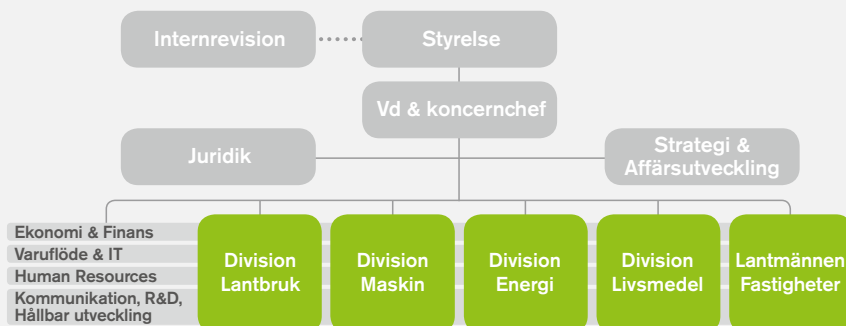 Internrevision
Styrelse
Vd & koncernchef
Juridik
Strategi &
Affärsutveckling
Ekonomi & Finans
Varuflöde & IT
Human Resources
Kommunikation, R&D,
Hållbar utveckling
Division
Lantbruk
Division
Maskin
Division
Energi
Division
Livsmedel
Lantmännen
Fastigheter